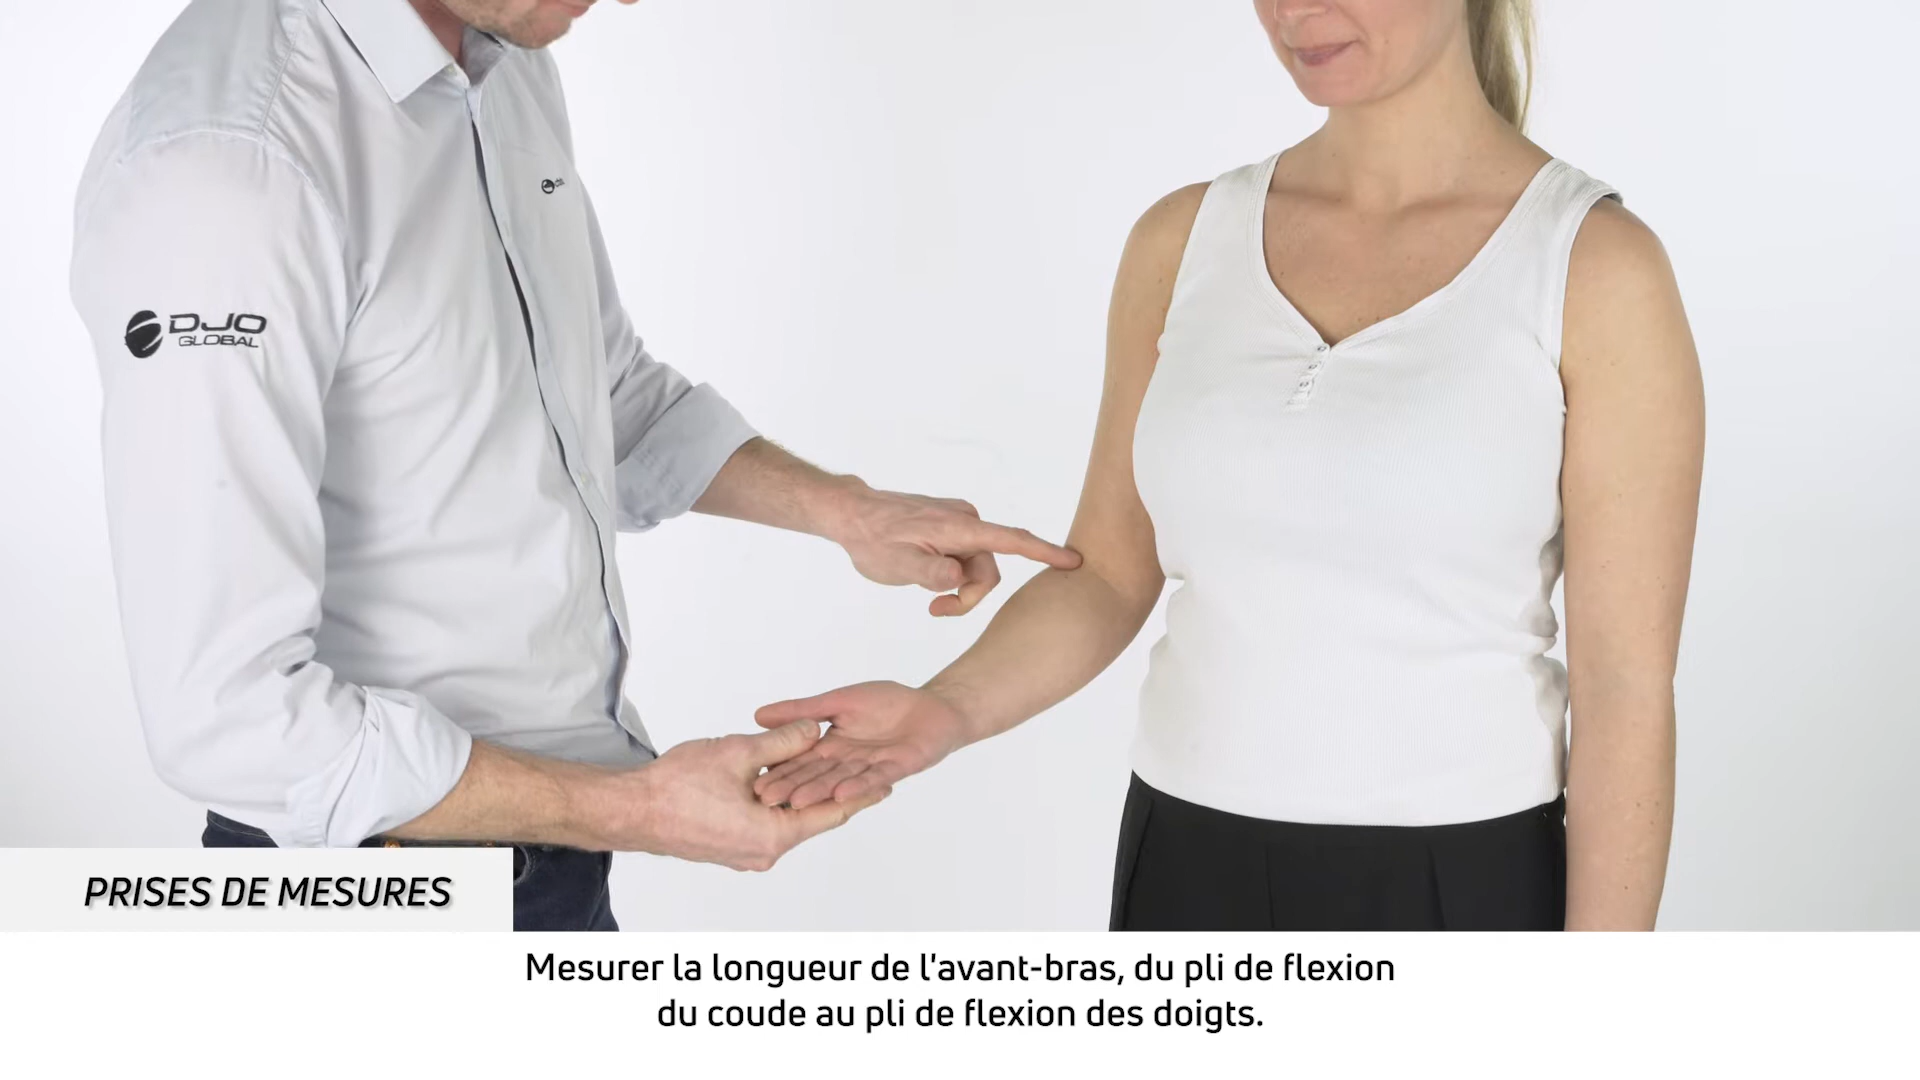 DJO
GLOBAL
PRISES DE MESURES
Mesurer la longueur de l'avant-bras, du pli de flexion
du coude au pli de flexion des doigts.